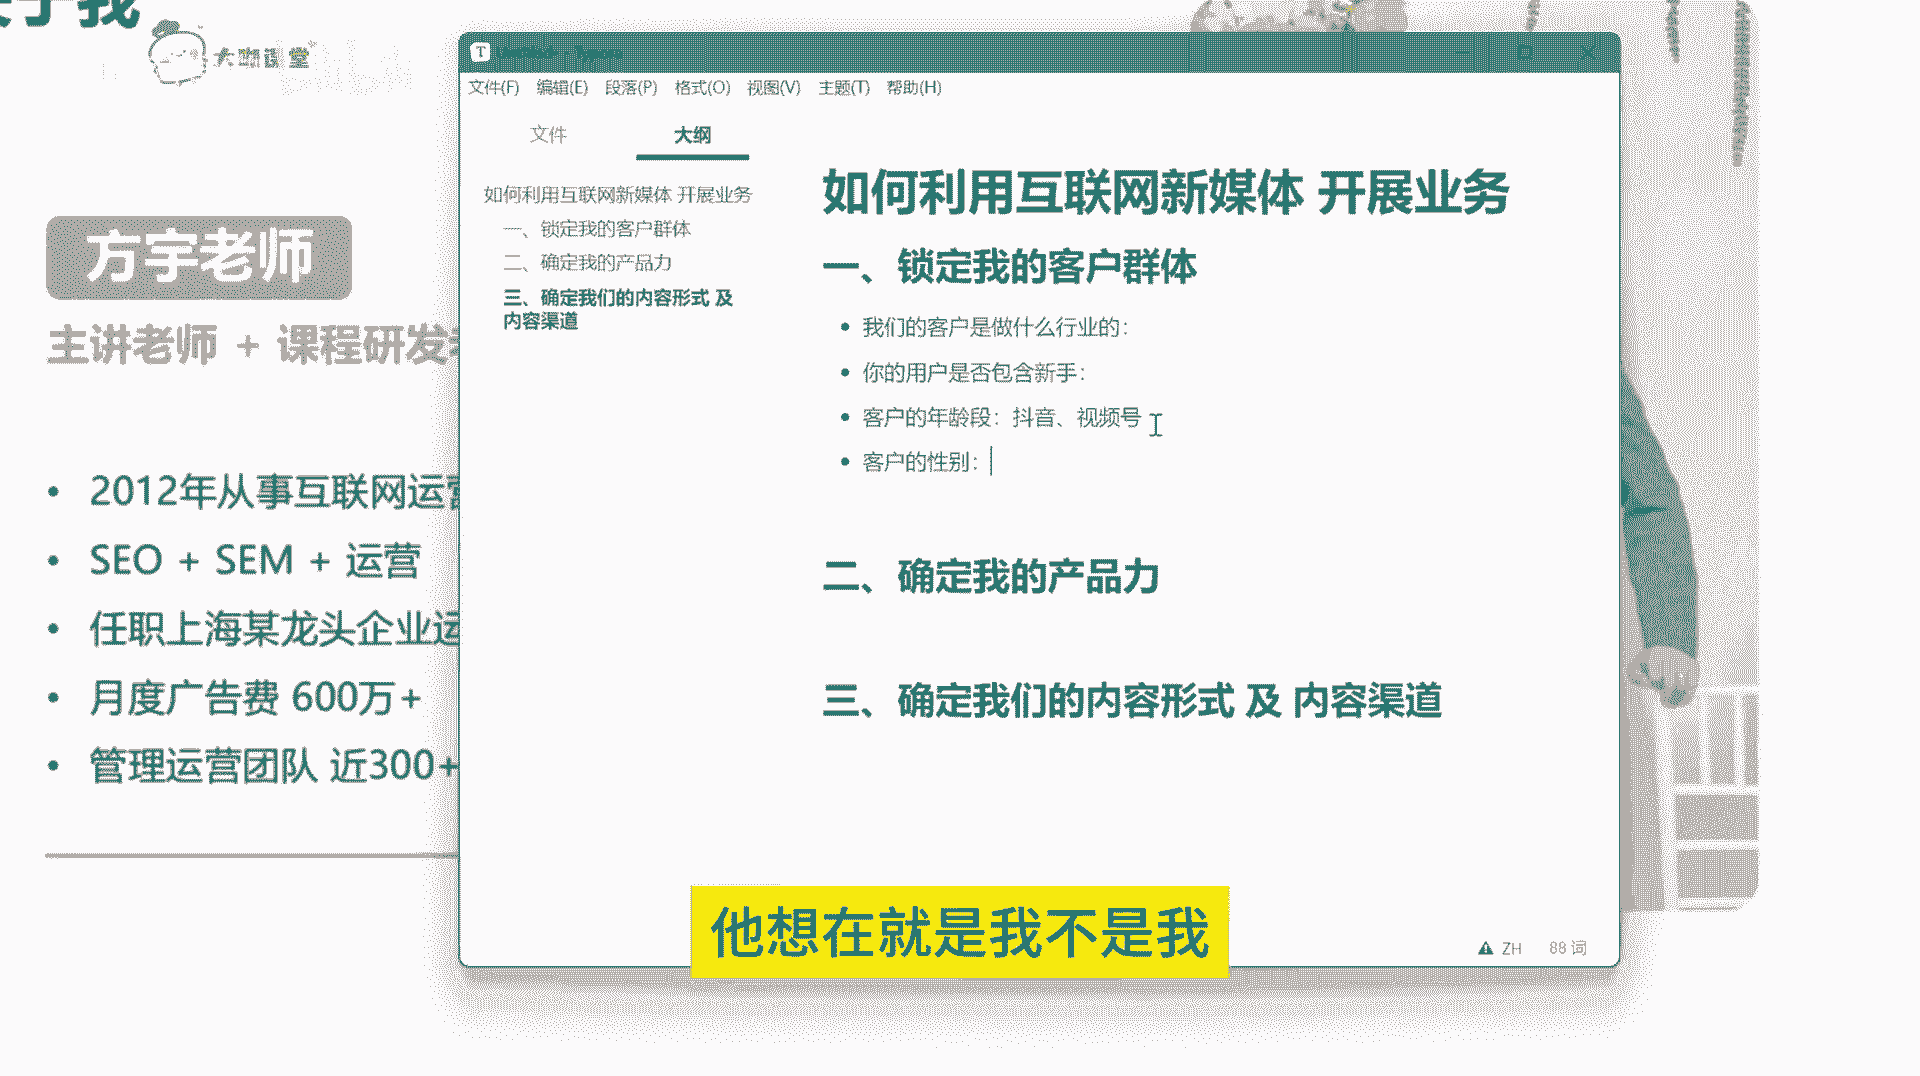 关于我
大鹅课堂
方宇老师
主讲老师 + 课程研发
2012年从事互联网运营
SEO + SEM + 运营
任职上海某龙头企业运
月度广告费 600万+
管理运营团队 近300+
文件(F) 编辑(E) 段落(P) 格式(O) 视图(V) 主题(T) 帮助(H)
文件 大纲
如何利用互联网新媒体 开展业务
一、锁定我的客户群体
二、确定我的产品力
三、确定我们的内容形式 及
内容渠道
如何利用互联网新媒体 开展业务
一、锁定我的客户群体
我们的客户是做什么行业的：
你的用户是否包含新手：
客户的年龄段：抖音、视频号
客户的性别：
二、确定我的产品力
三、确定我们的内容形式 及 内容渠道
ZH 88 词
他想在就是我不是我